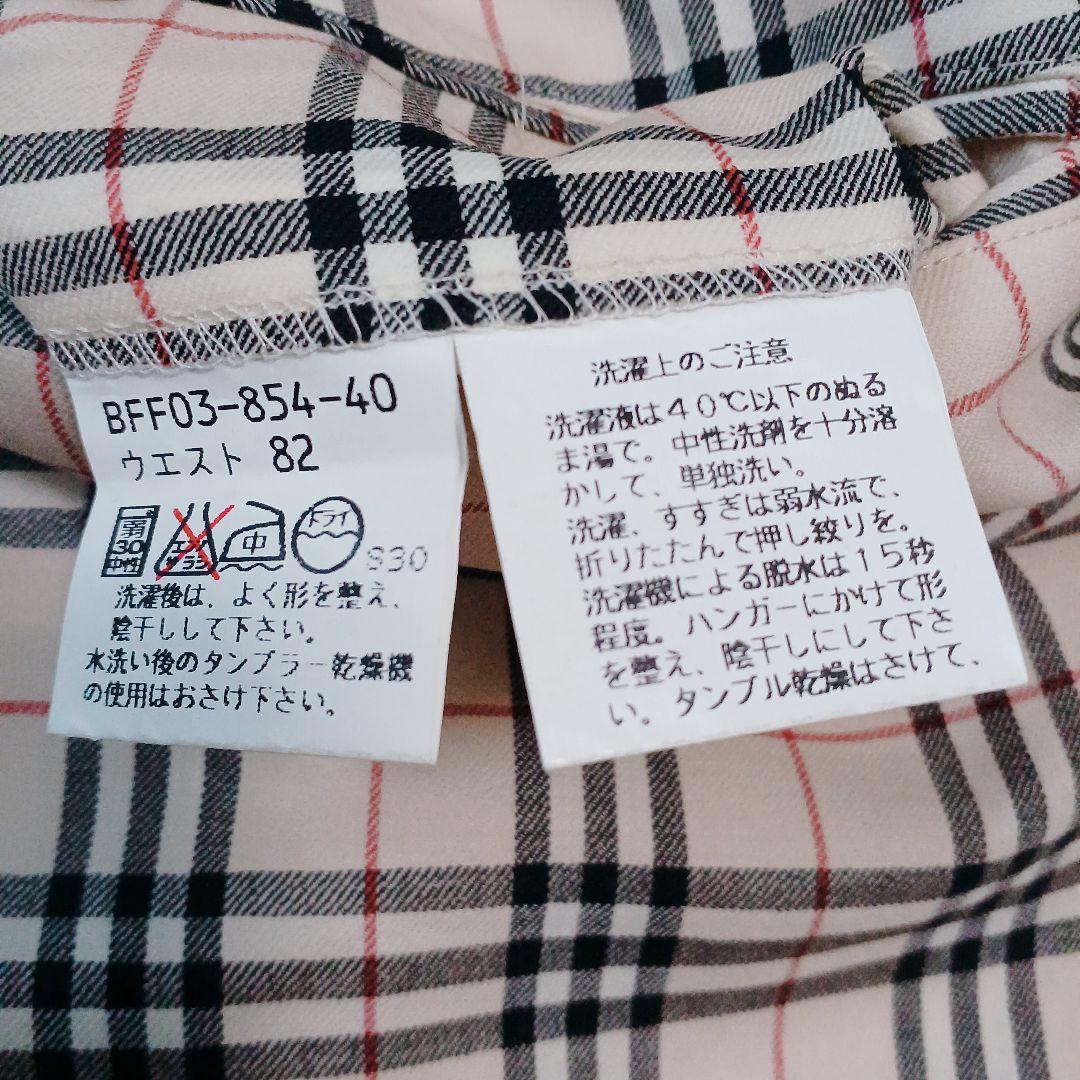 BFF03-854-40
ウエスト 82
弱
30
中性
エンソ
サラシ
中
ドライ
S30
洗濯後は、よく形を整え、
陰干しして下さい。
水洗い後のタンブラー乾燥機
の使用はおさけ下さい。
洗濯上のご注意
洗濯液は40℃以下のぬる
ま湯で。中性洗剤を十分溶
かして、単独洗い。
洗濯、すすぎは弱水流で、
折りたたんで押し絞りを。
洗濯機による脱水は15秒
程度。ハンガーにかけて形
を整え、陰干しにして下さ
い。タンブル乾燥はさけて、